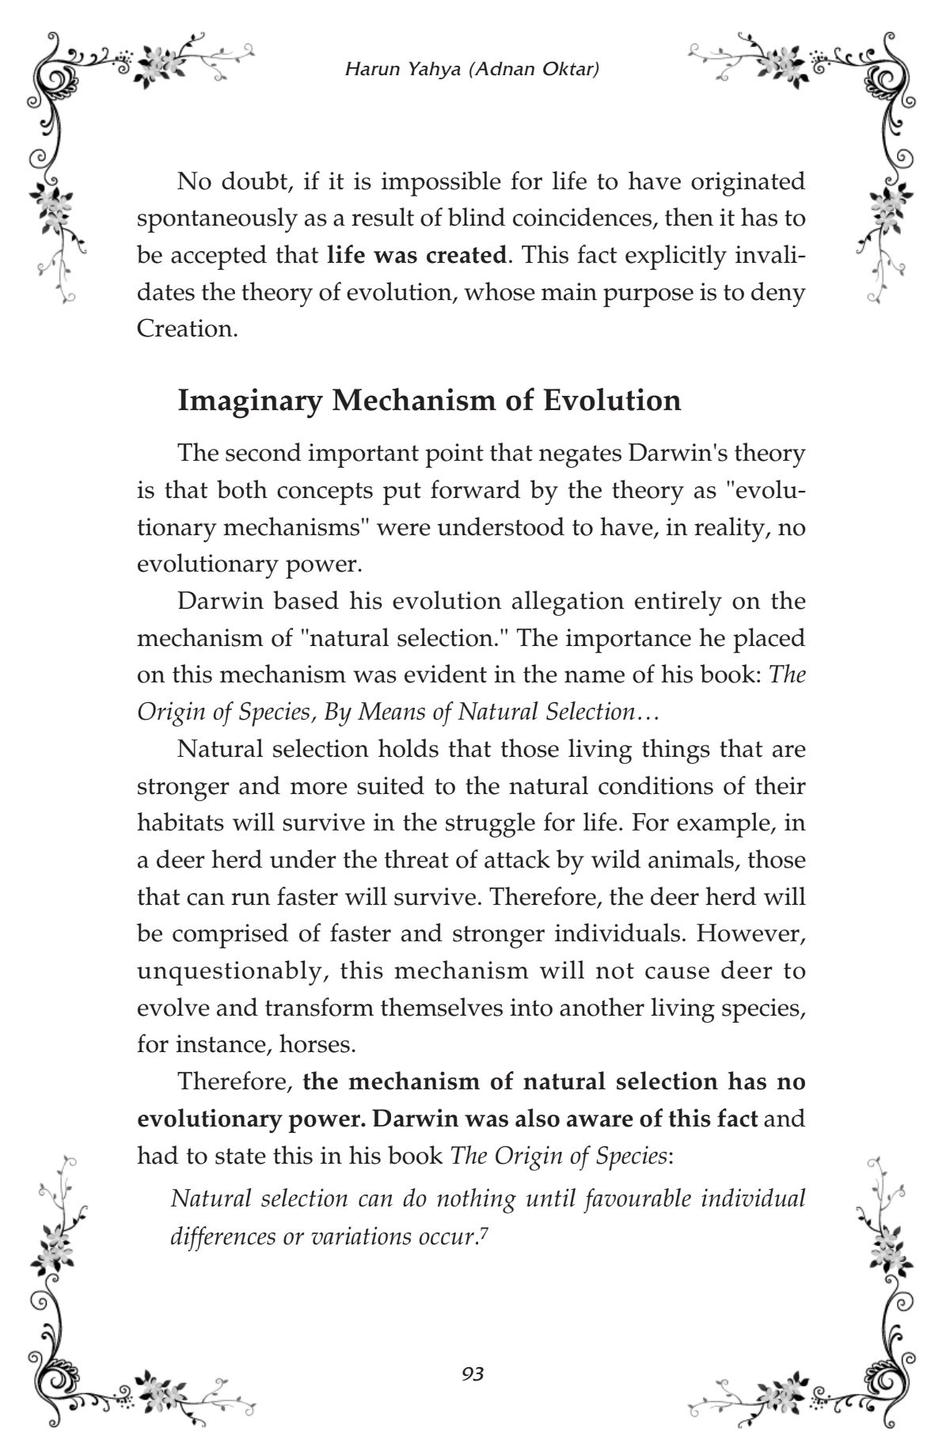 Harun Yahya (Adnan Oktar)
No doubt, if it is impossible for life to have originated
spontaneously as a result of blind coincidences, then it has to
be accepted that life was created. This fact explicitly invali-
dates the theory of evolution, whose main purpose is to deny
Creation.
Imaginary Mechanism of Evolution
The second important point that negates Darwin's theory
is that both concepts put forward by the theory as "evolu-
tionary mechanisms" were understood to have, in reality, no
evolutionary power.
Darwin based his evolution allegation entirely on the
mechanism of "natural selection." The importance he placed
on this mechanism was evident in the name of his book: The
Origin of Species, By Means of Natural Selection…
Natural selection holds that those living things that are
stronger and more suited to the natural conditions of their
habitats will survive in the struggle for life. For example, in
a deer herd under the threat of attack by wild animals, those
that can run faster will survive. Therefore, the deer herd will
be comprised of faster and stronger individuals. However,
unquestionably, this mechanism will not cause deer to
evolve and transform themselves into another living species,
for instance, horses.
Therefore, the mechanism of natural selection has no
evolutionary power. Darwin was also aware of this fact and
had to state this in his book The Origin of Species:
Natural selection can do nothing until favourable individual
differences or variations occur.7
93